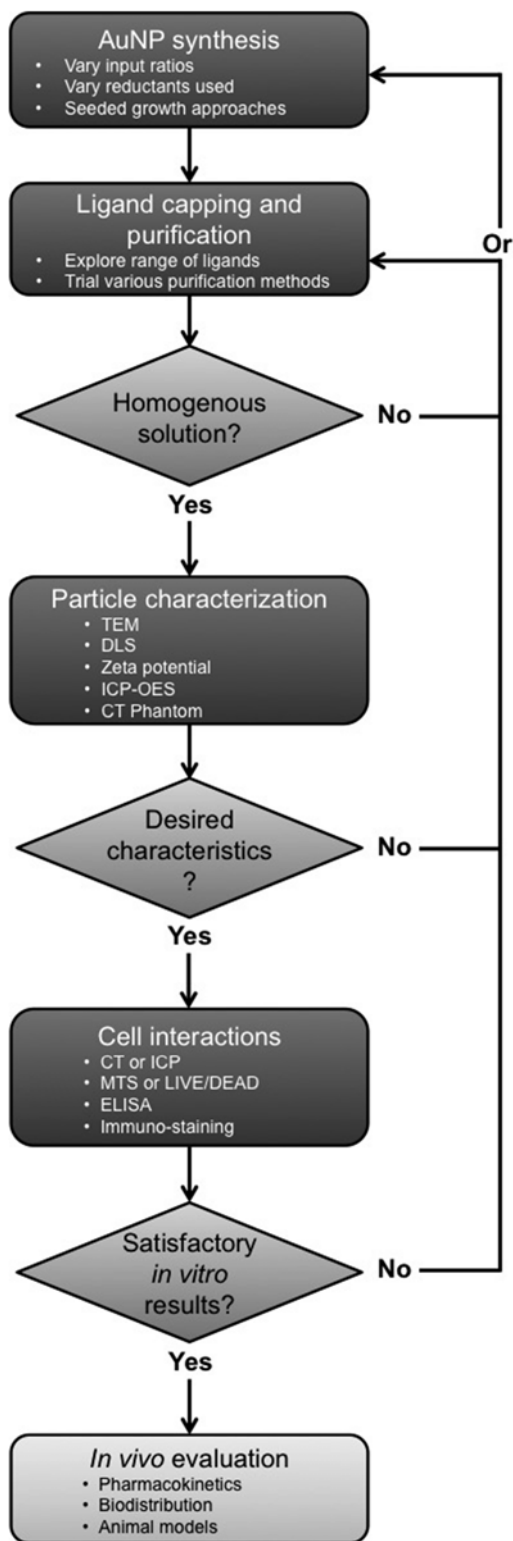 AuNP synthesis
• Vary input ratios
• Vary reductants used
• Seeded growth approaches
Ligand capping and
purification
• Explore range of ligands
• Trial various purification methods
Or
Homogenous
solution?
No
Yes
Particle characterization
• TEM
• DLS
• Zeta potential
• ICP-OES
• CT Phantom
Desired
characteristics
?
No
Yes
Cell interactions
• CT or ICP
• MTS or LIVE/DEAD
• ELISA
• Immuno-staining
Satisfactory
in vitro
results?
No
Yes
In vivo evaluation
• Pharmacokinetics
• Biodistribution
• Animal models